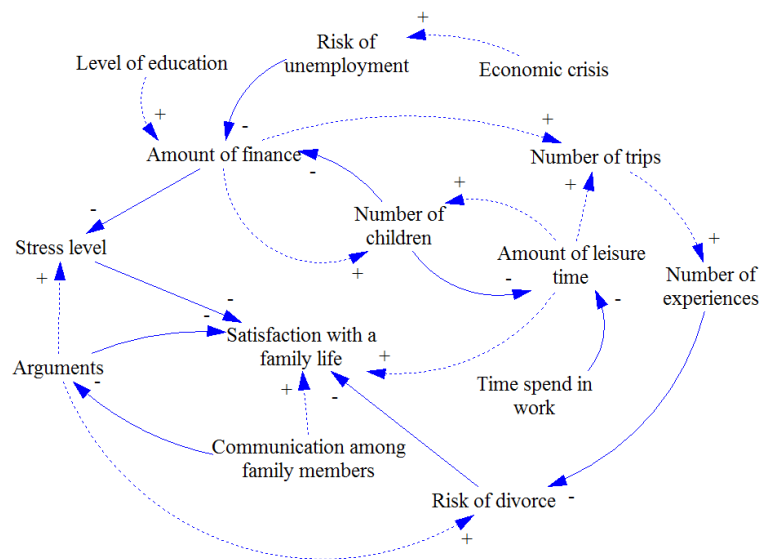 Risk of
unemployment
Level of education
Economic crisis
+
+
-
+
Amount of finance
Number of trips
-
+
+
-
Number of
children
+
Stress level
+
+
-
Amount of leisure
time
-
Number of
experiences
-
-
Satisfaction with a
family life
Arguments
-
+
-
+
Time spend in
work
Communication among
family members
Risk of divorce
-
+